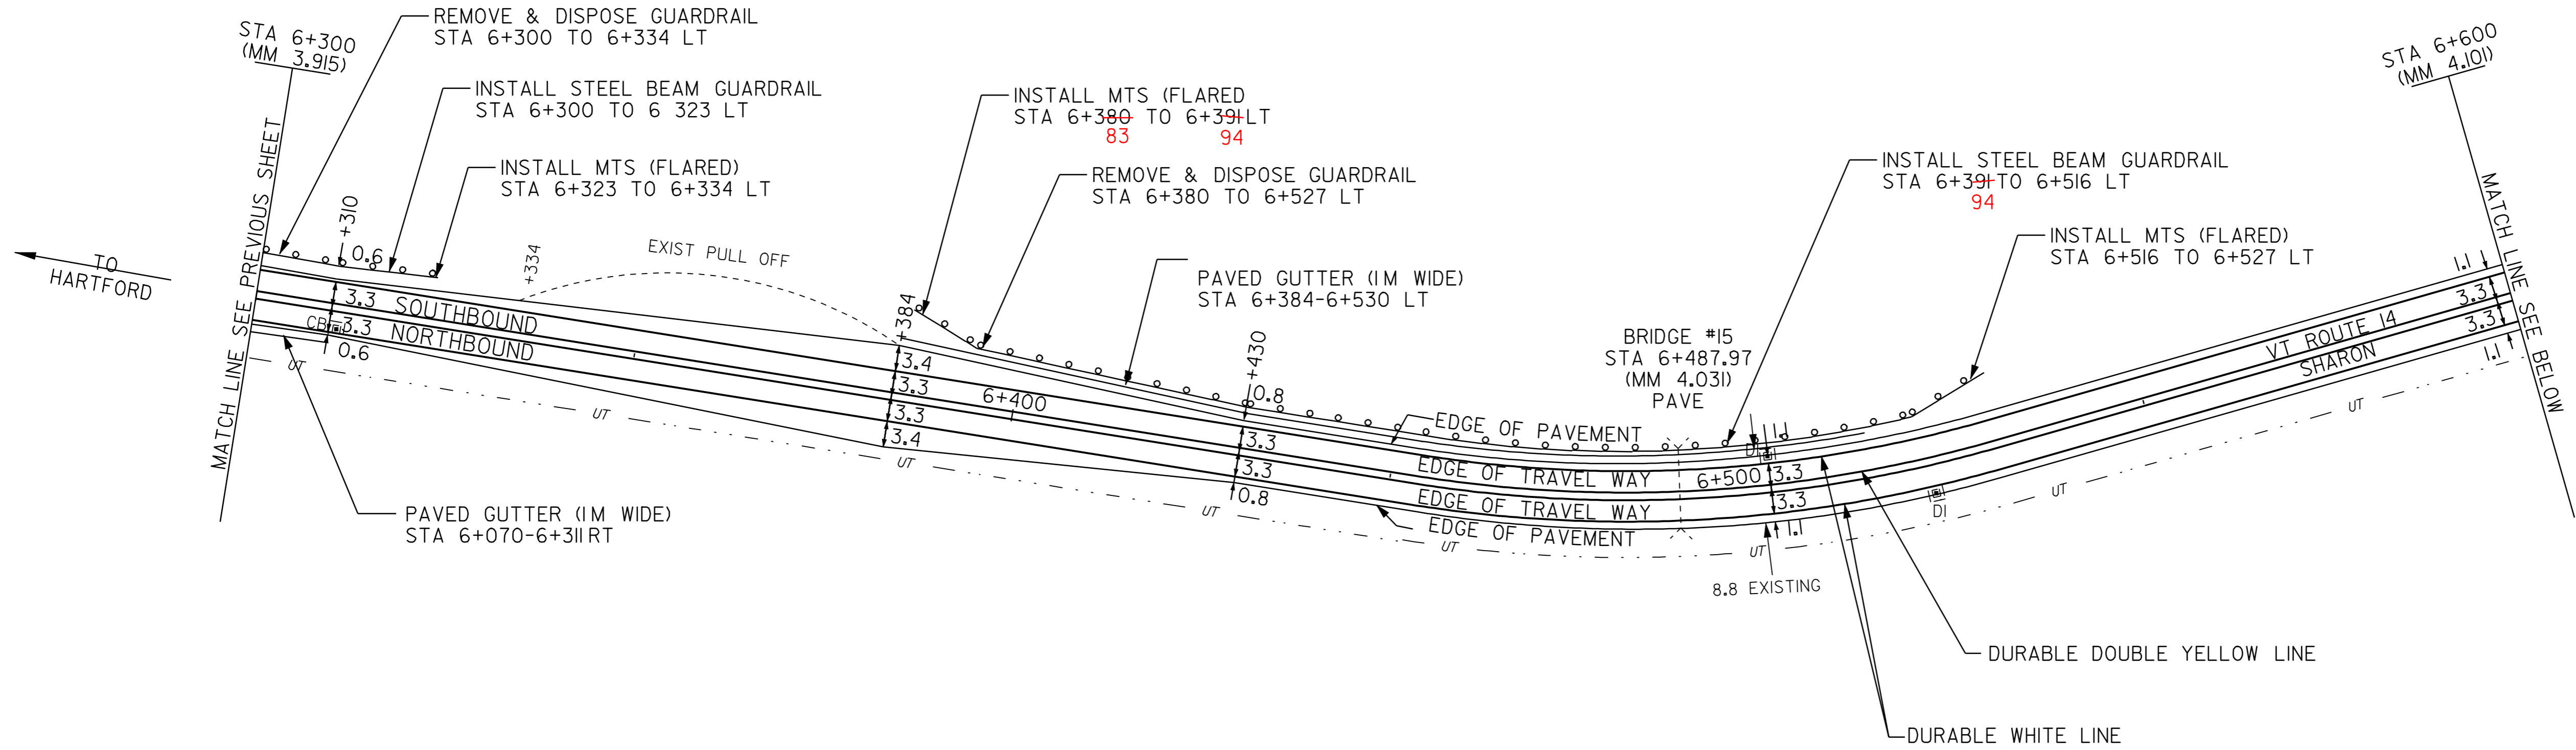 REMOVE & DISPOSE GUARDRAIL
STA 6+300 TO 6+334 LT
STA 6+300
(MM 3.915)
INSTALL STEEL BEAM GUARDRAIL
STA 6+300 TO 6 323 LT
INSTALL MTS (FLARED)
STA 6+323 TO 6+334 LT
INSTALL MTS (FLARED
STA 6+380 TO 6+391 LT
83
94
REMOVE & DISPOSE GUARDRAIL
STA 6+380 TO 6+527 LT
PAVED GUTTER (1M WIDE)
STA 6+384-6+530 LT
INSTALL STEEL BEAM GUARDRAIL
STA 6+391 TO 6+516 LT
94
INSTALL MTS (FLARED)
STA 6+516 TO 6+527 LT
STA 6+600
(MM 4.101)
MATCH LINE SEE PREVIOUS SHEET
MATCH LINE SEE BELOW
TO
HARTFORD
+310
0.6
+334
EXIST PULL OFF
+384
+430
0.8
BRIDGE #15
STA 6+487.97
(MM 4.031)
PAVE
3.3
SOUTHBOUND
CB
3.3
NORTHBOUND
0.6
3.4
3.3
6+400
3.3
3.4
3.3
3.3
0.8
EDGE OF PAVEMENT
EDGE OF TRAVEL WAY
EDGE OF TRAVEL WAY
EDGE OF PAVEMENT
6+500
DI
1.1
3.3
3.3
1.1
DI
8.8 EXISTING
VT ROUTE 14
SHARON
1.1
3.3
3.3
1.1
UT
UT
UT
UT
UT
UT
UT
UT
PAVED GUTTER (1M WIDE)
STA 6+070-6+311 RT
DURABLE DOUBLE YELLOW LINE
DURABLE WHITE LINE